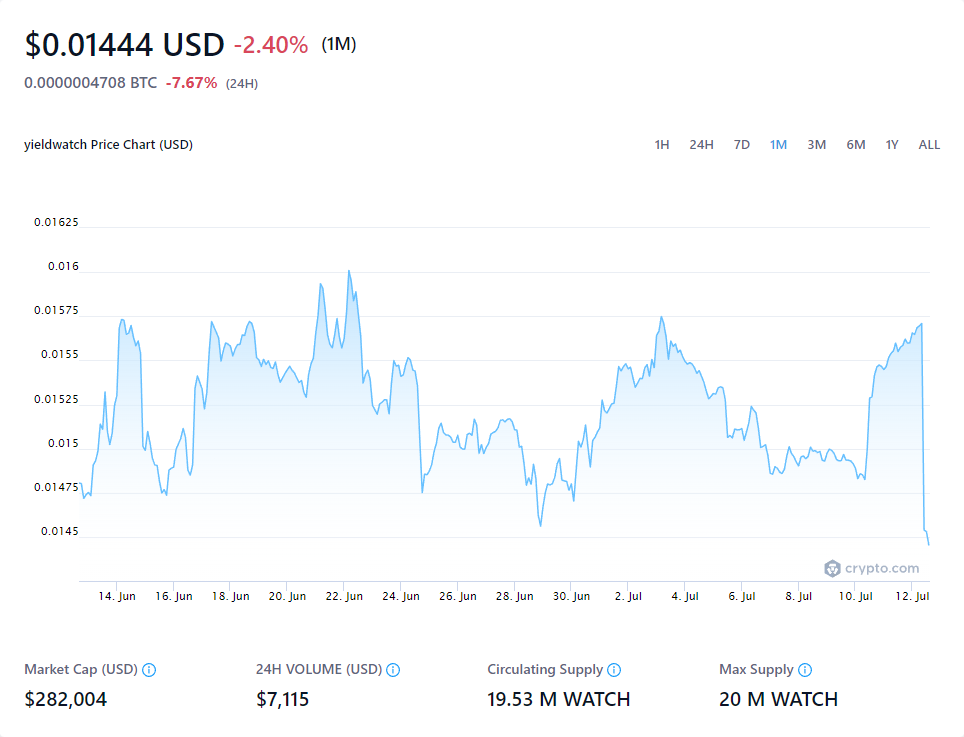 $0.01444 USD -2.40% (1M)
0.0000004708 BTC -7.67% (24H)
yieldwatch Price Chart (USD) 1H 24H 7D 1M 3M 6M 1Y ALL
0.01625
0.016
0.01575
0.0155
0.01525
0.015
0.01475
0.0145
crypto.com
14. Jun 16. Jun 18. Jun 20. Jun 22. Jun 24. Jun 26. Jun 28. Jun 30. Jun 2. Jul 4. Jul 6. Jul 8. Jul 10. Jul 12. Jul
Market Cap (USD) 24H VOLUME (USD) Circulating Supply Max Supply
$282,004 $7,115 19.53 M WATCH 20 M WATCH